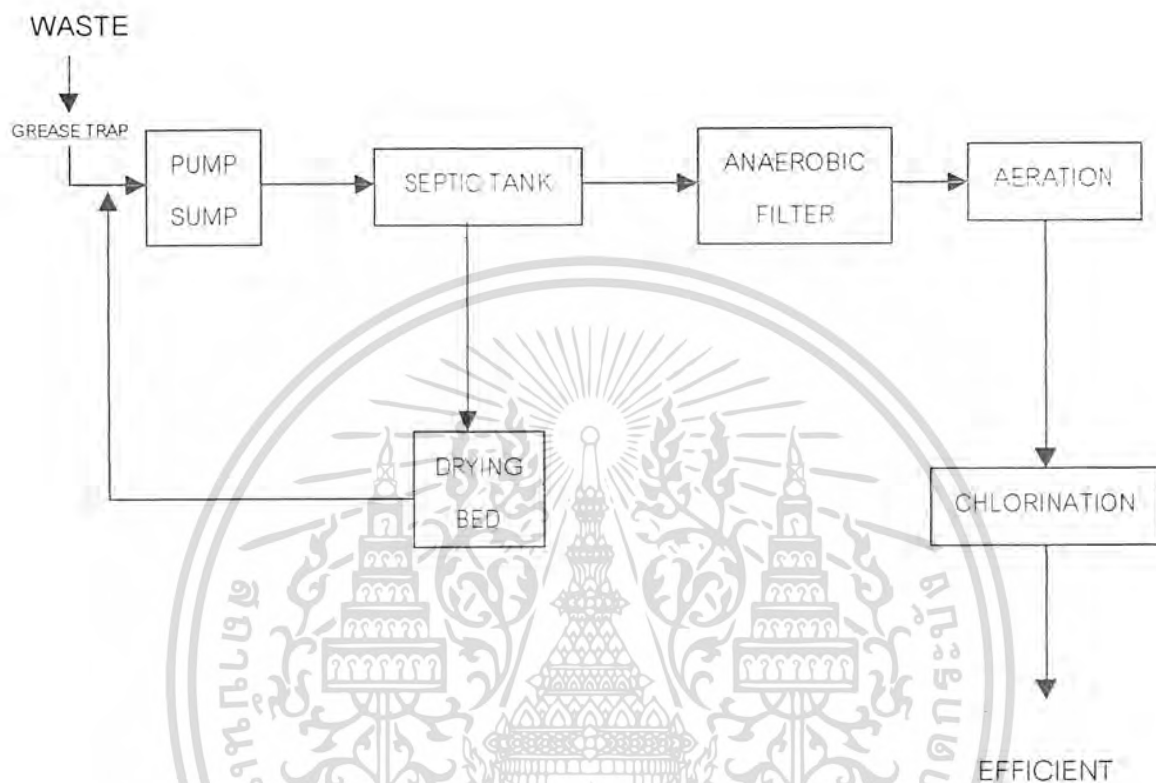 WASTE
GREASE TRAP
PUMP
SUMP
SEPTIC TANK
ANAEROBIC
FILTER
AERATION
DRYING
BED
CHLORINATION
EFFICIENT